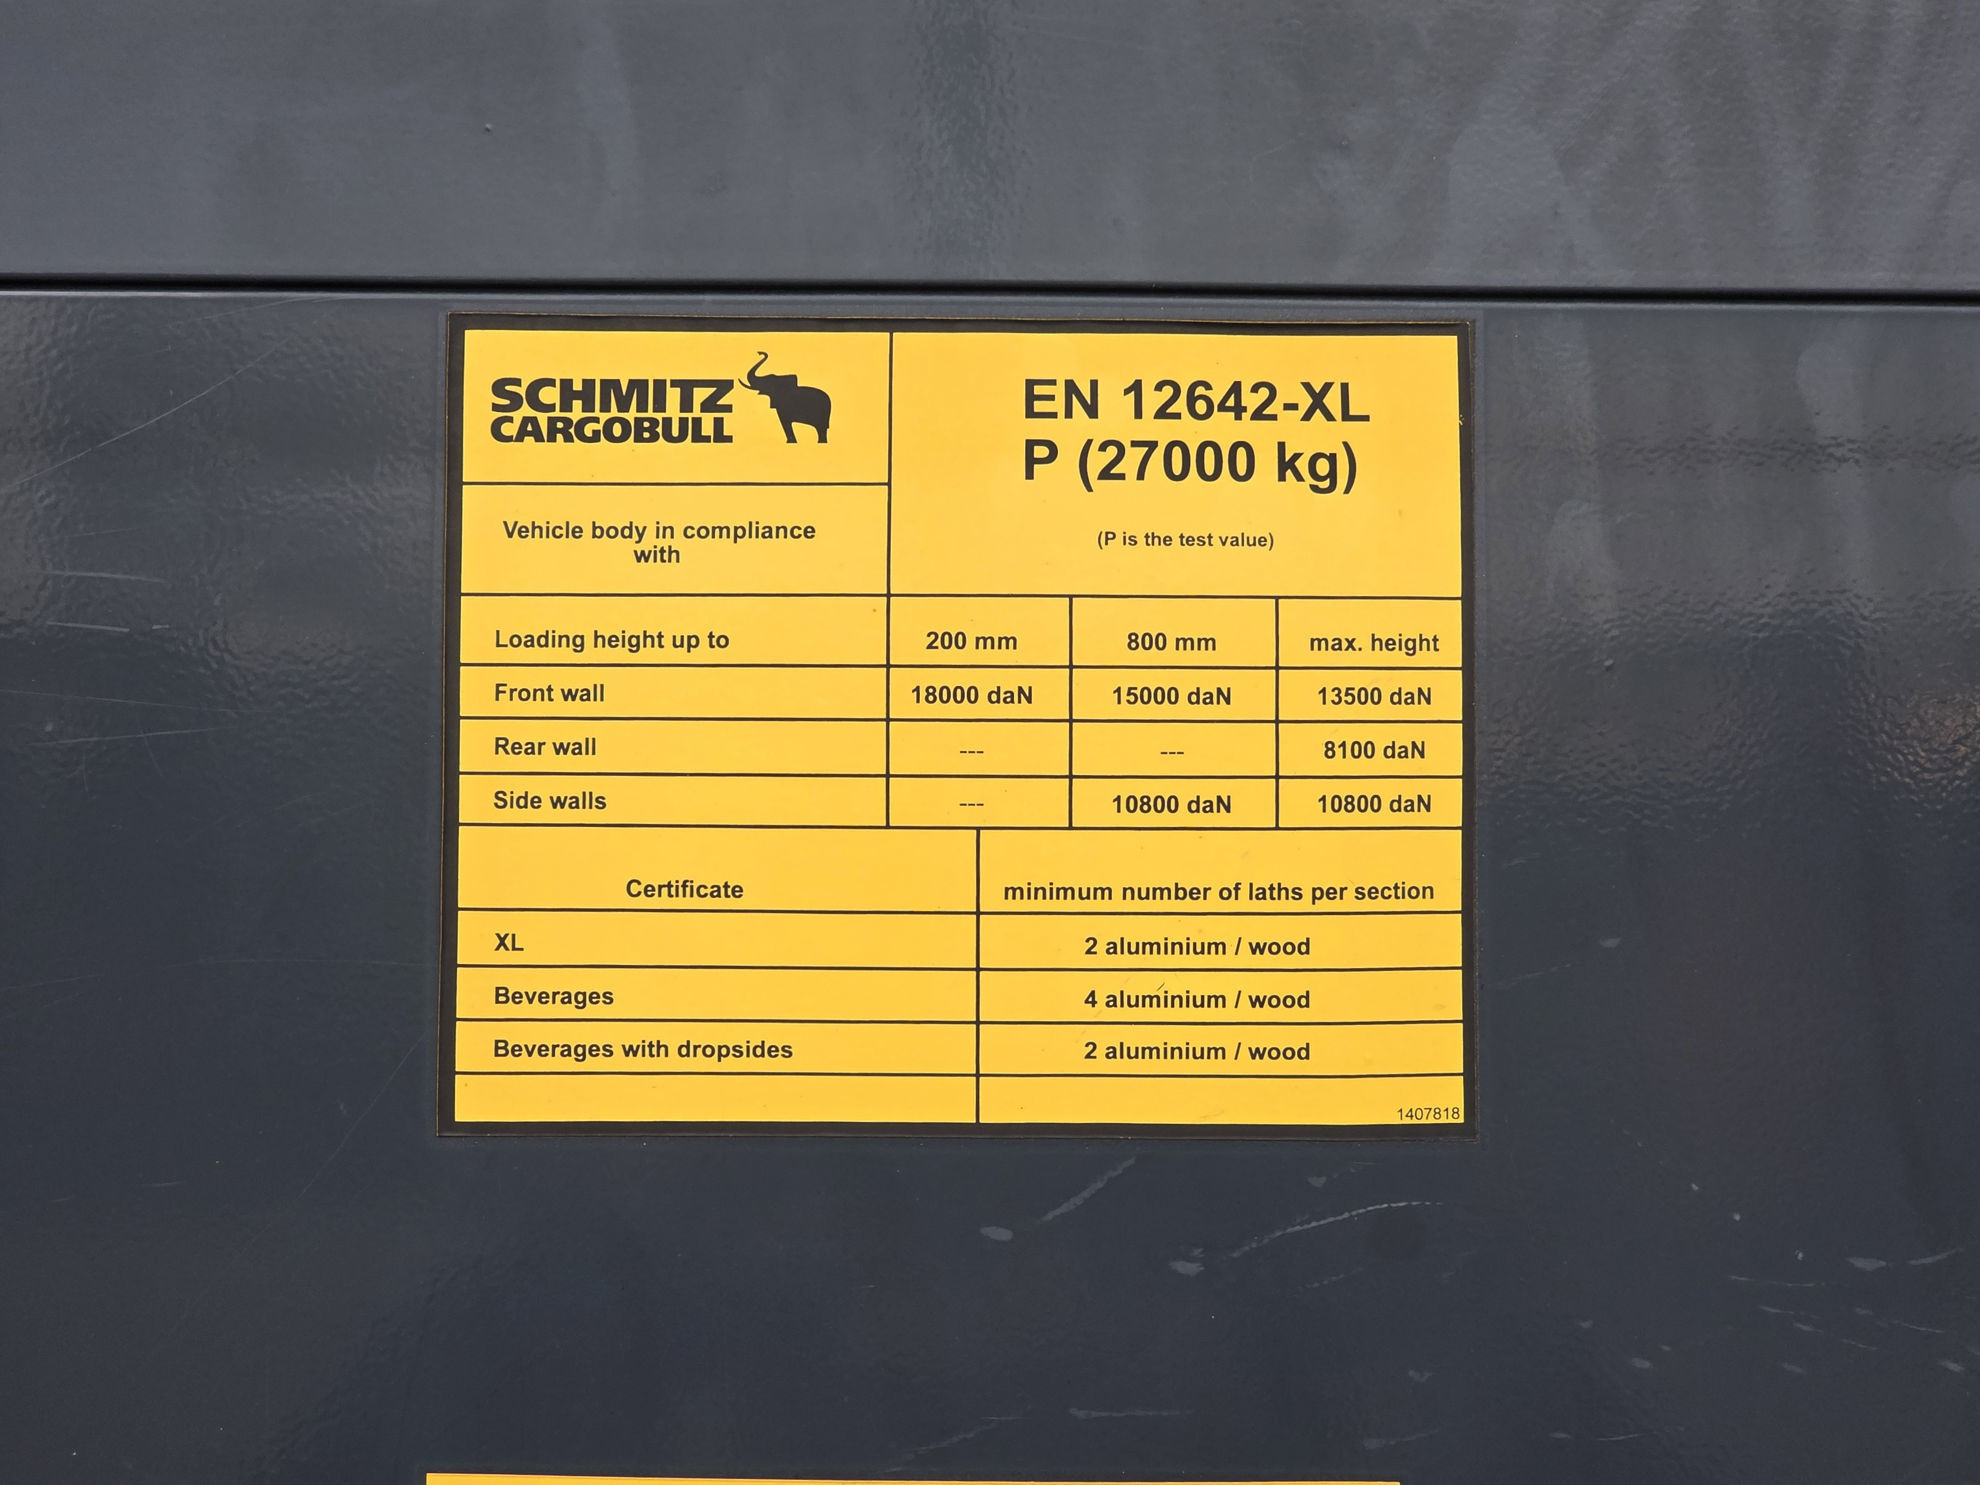 SCHMITZ
CARGOBULL
EN 12642-XL
P (27000 kg)
(P is the test value)
Vehicle body in compliance
with
Loading height up to 200 mm 800 mm max. height
Front wall 18000 daN 15000 daN 13500 daN
Rear wall --- --- 8100 daN
Side walls --- 10800 daN 10800 daN
Certificate minimum number of laths per section
XL 2 aluminium / wood
Beverages 4 aluminium / wood
Beverages with dropsides 2 aluminium / wood
1407818